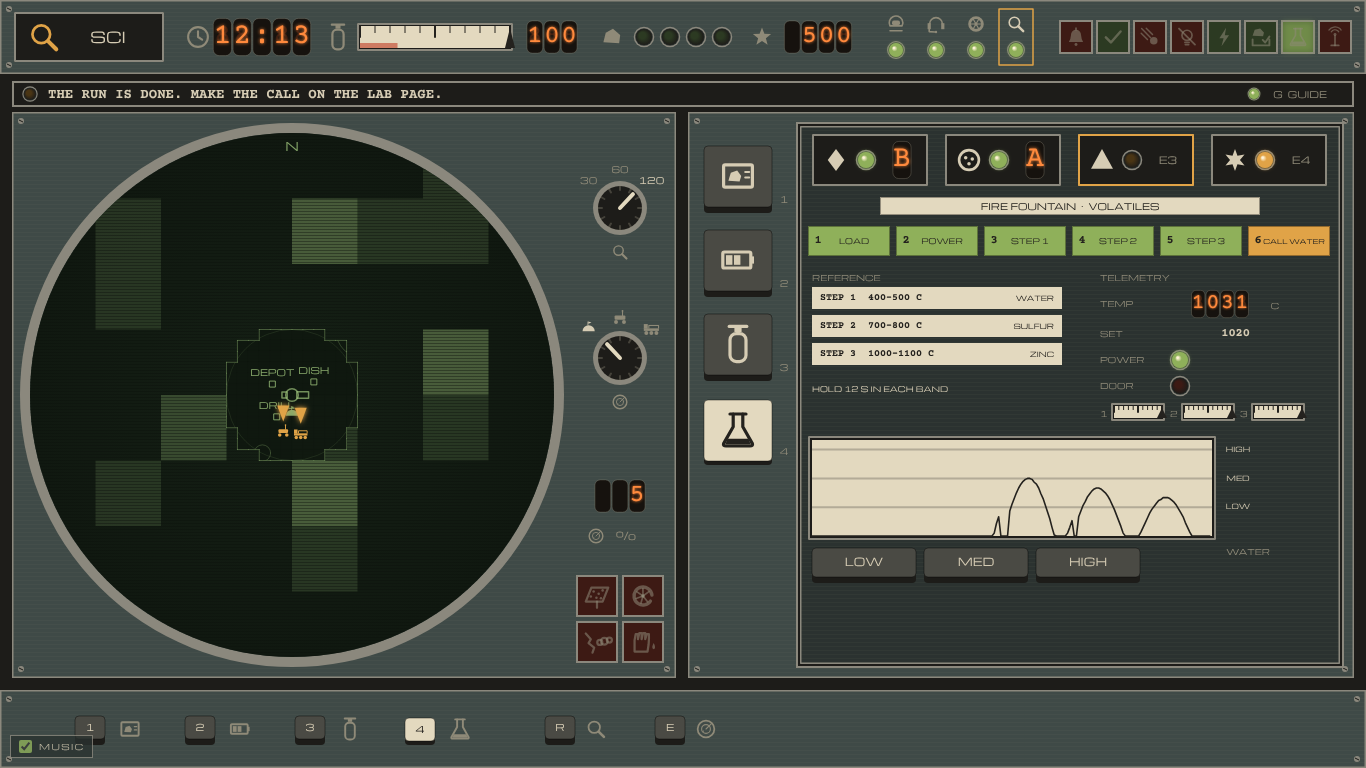 SCI
12:13
100
500
THE RUN IS DONE. MAKE THE CALL ON THE LAB PAGE.
G GUIDE
N
30 60 120
DEPOT DISH
5
%
1
2
3
4
B
A
E3
E4
FIRE FOUNTAIN · VOLATILES
1 LOAD
2 POWER
3 STEP 1
4 STEP 2
5 STEP 3
6 CALL WATER
REFERENCE
STEP 1 400-500 C WATER
STEP 2 700-800 C SULFUR
STEP 3 1000-1100 C ZINC
HOLD 12 S IN EACH BAND
TELEMETRY
TEMP 1031 C
SET 1020
POWER
DOOR
1 2 3
HIGH
MED
LOW
WATER
LOW
MED
HIGH
1
2
3
4
R
E
MUSIC